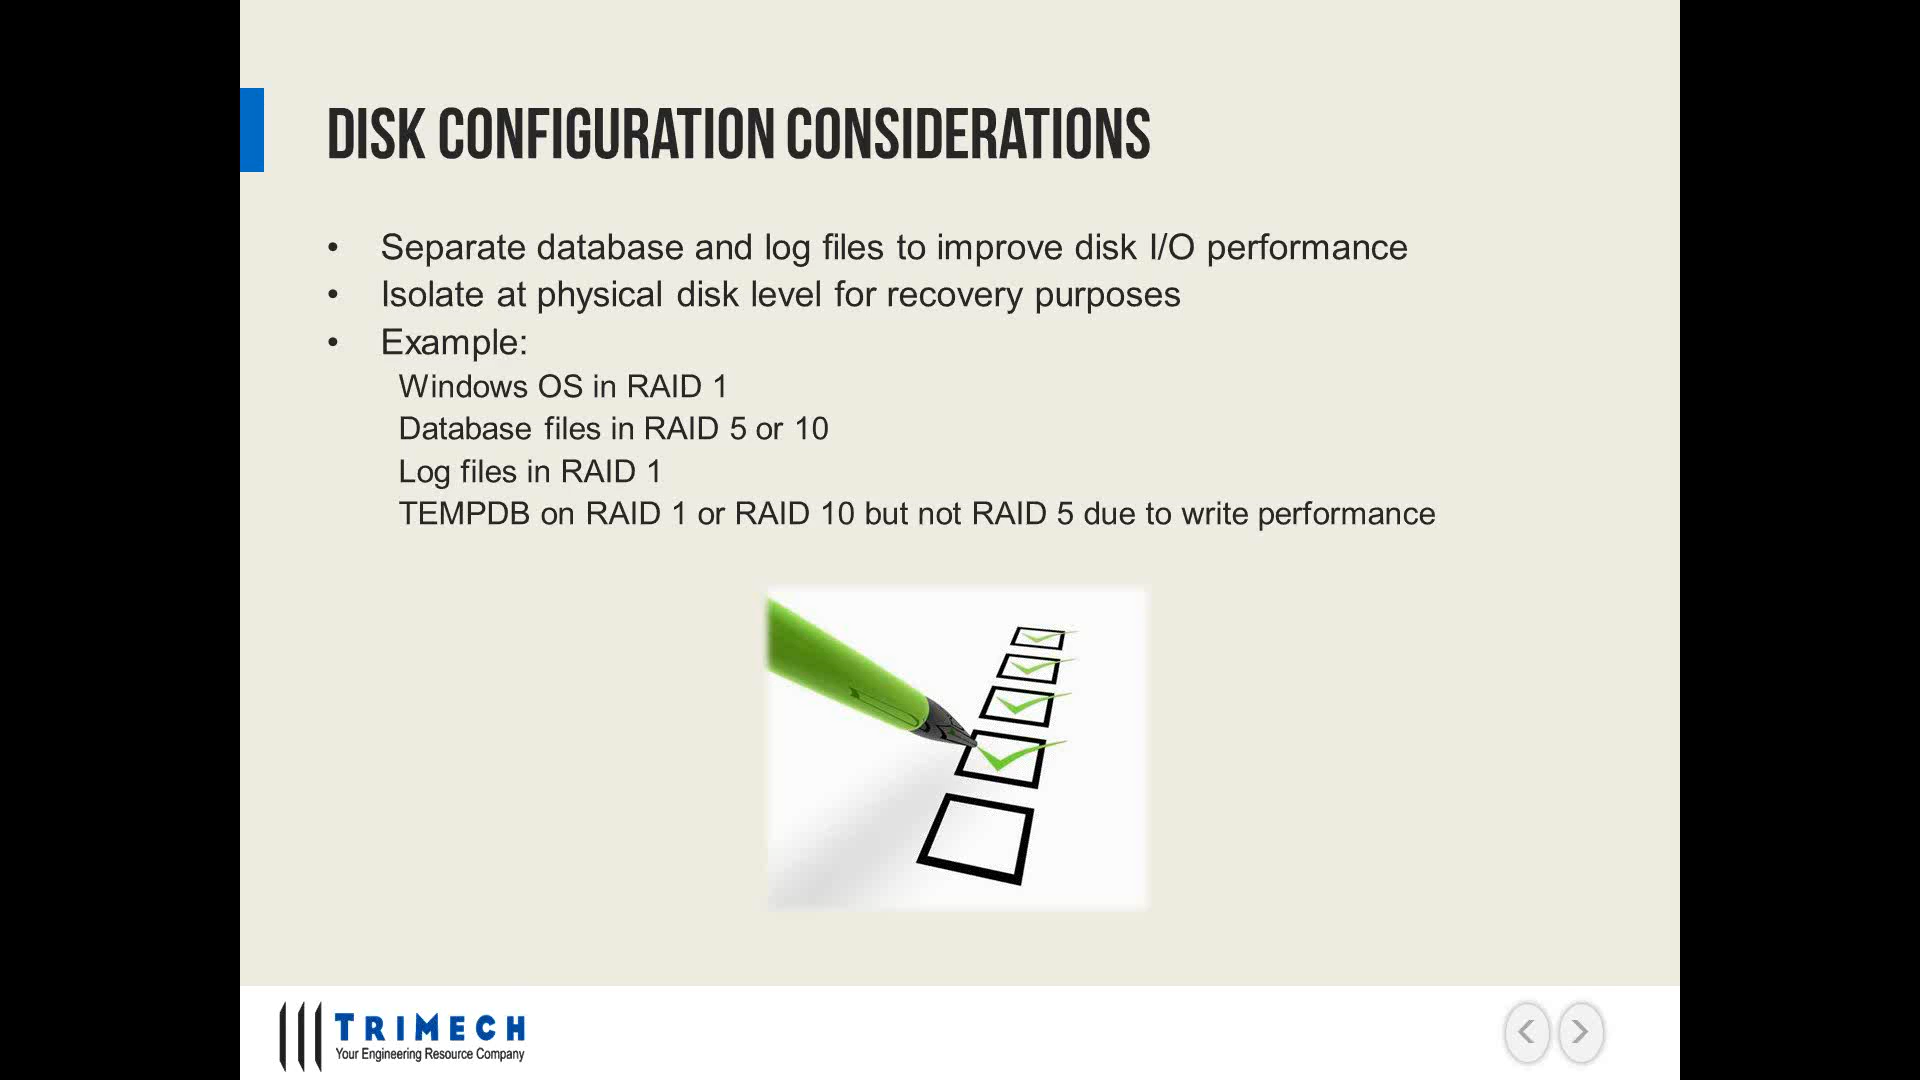 DISK CONFIGURATION CONSIDERATIONS
• Separate database and log files to improve disk I/O performance
• Isolate at physical disk level for recovery purposes
• Example:
Windows OS in RAID 1
Database files in RAID 5 or 10
Log files in RAID 1
TEMPDB on RAID 1 or RAID 10 but not RAID 5 due to write performance
TRIMECH
Your Engineering Resource Company